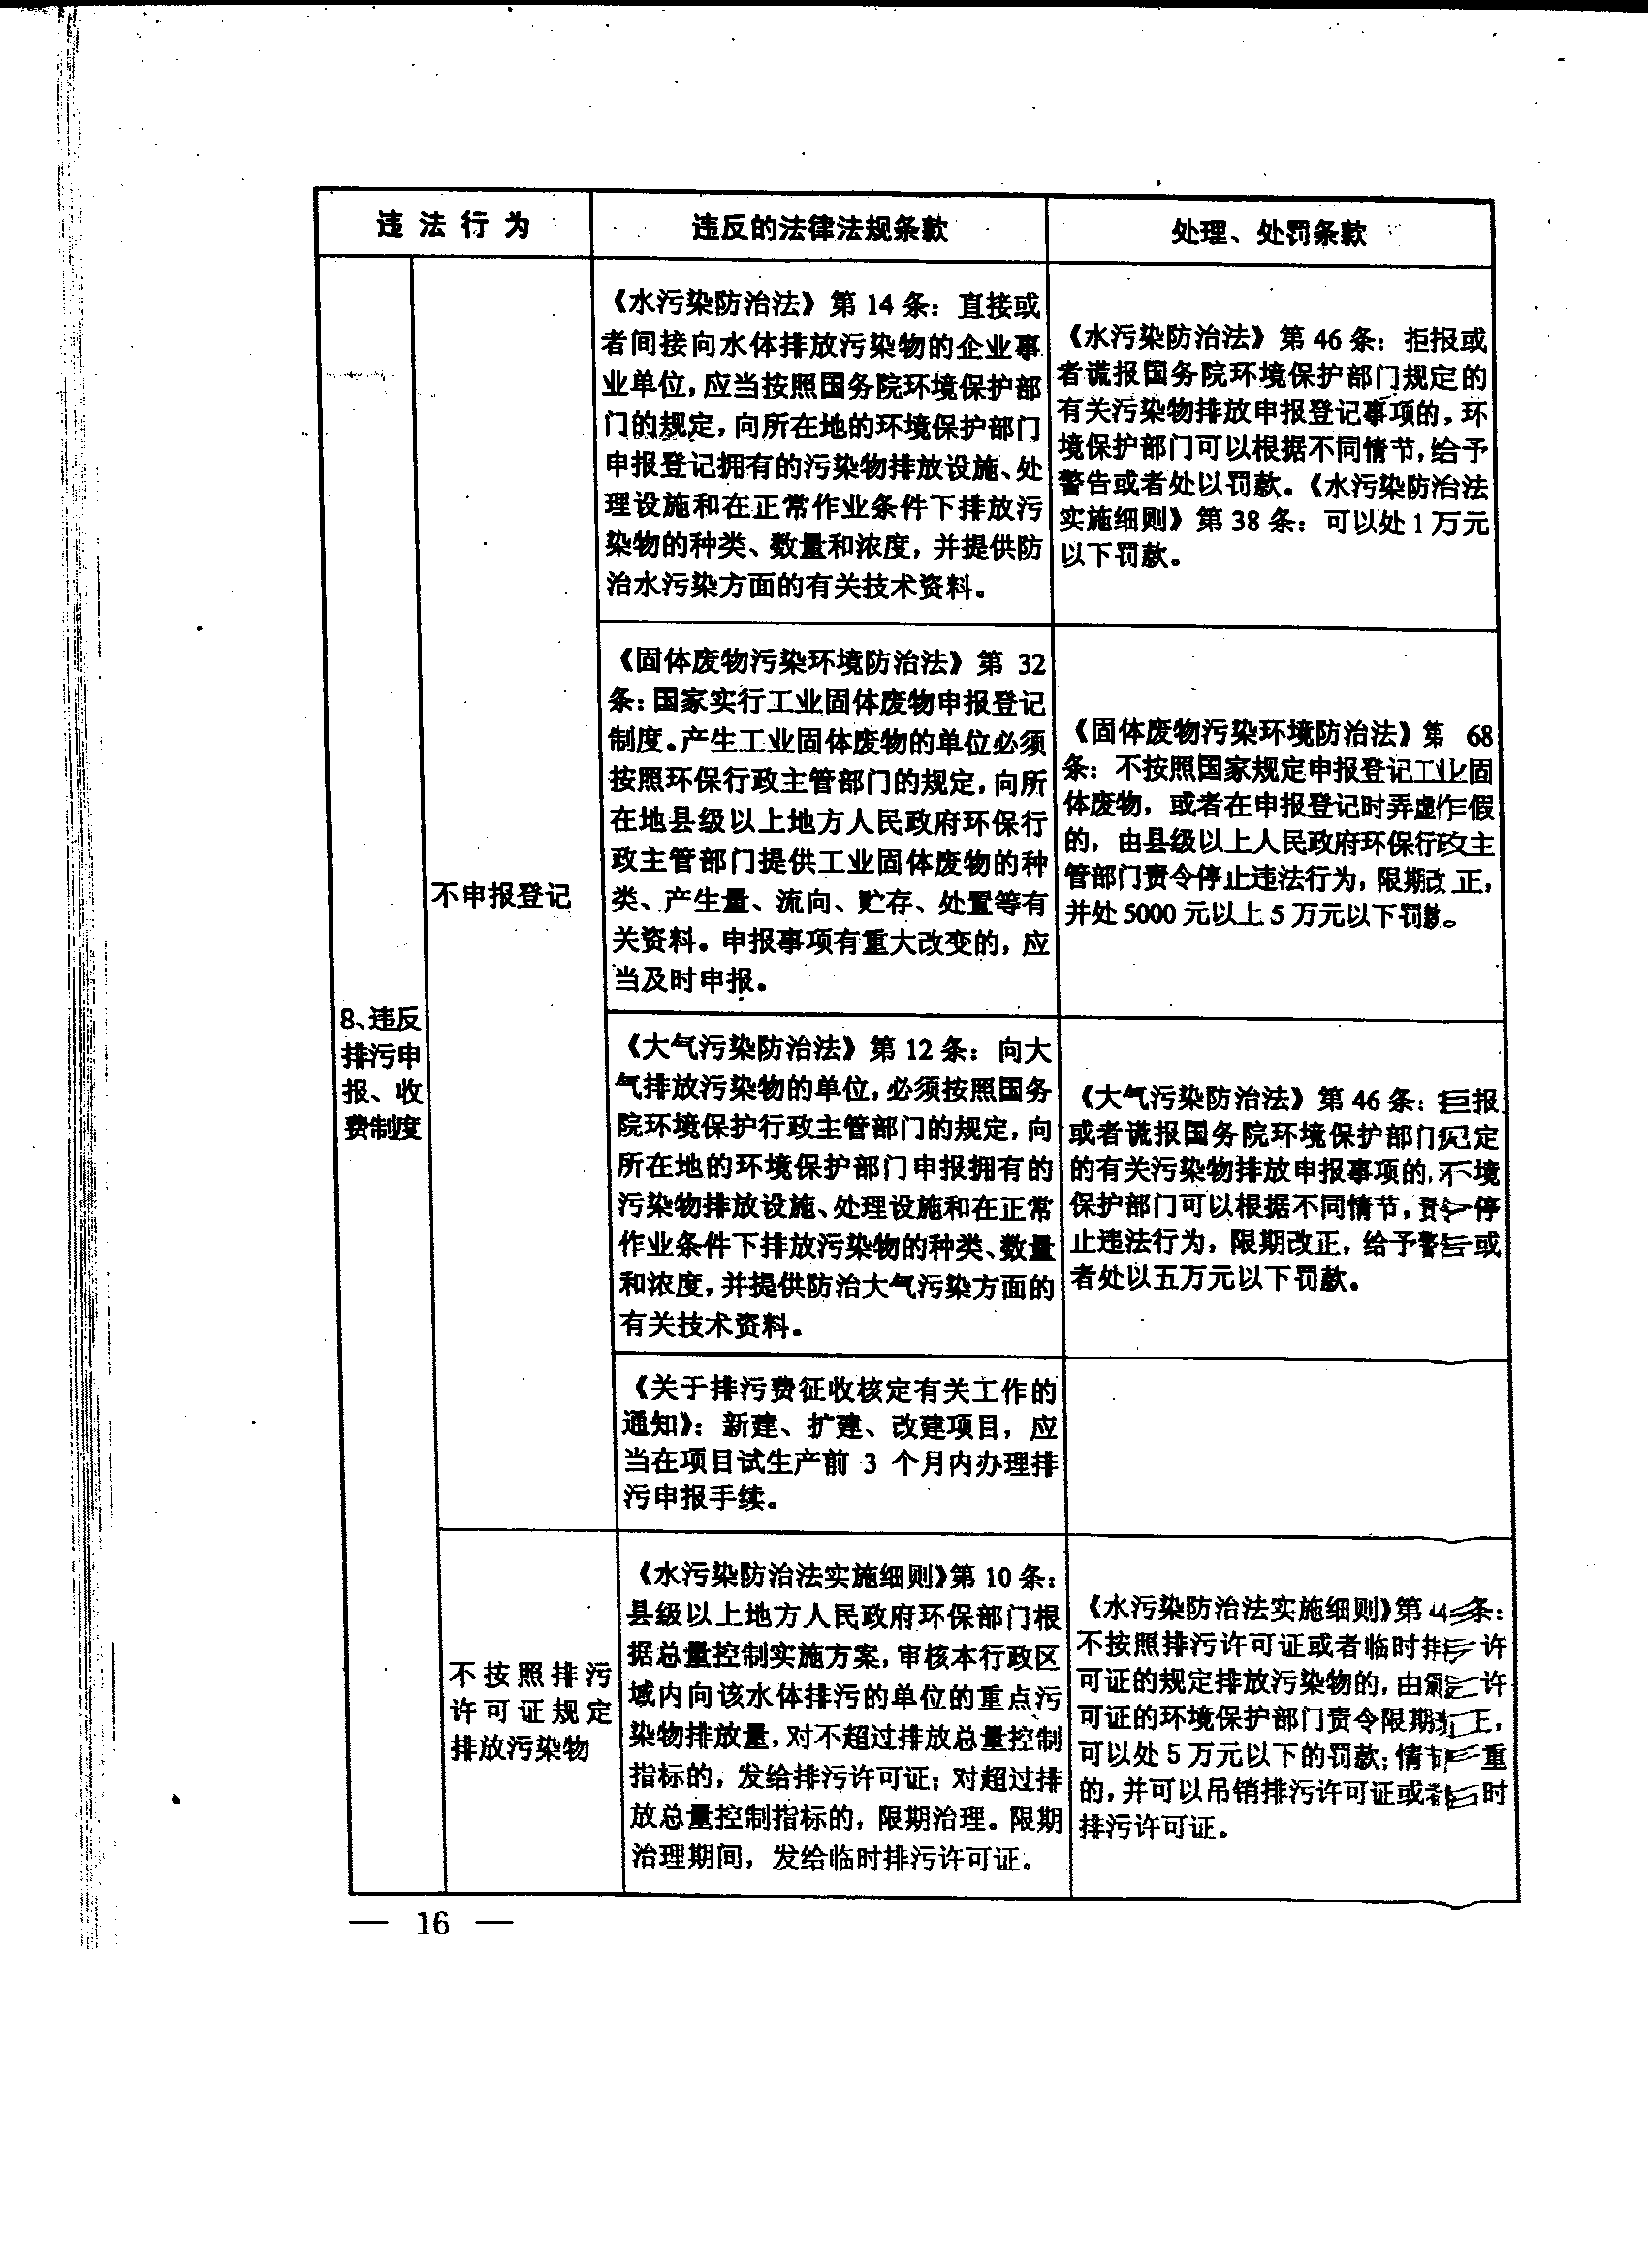 违法行为
违反的法律法规条款
处理、处罚条款
8、违反
排污申
报、收
费制度
不申报登记
《水污染防治法》第 14 条：直接或
者间接向水体排放污染物的企业事
业单位，应当按照国务院环境保护部
门的规定，向所在地的环境保护部门
申报登记拥有的污染物排放设施、处
理设施和在正常作业条件下排放污
染物的种类、数量和浓度，并提供防
治水污染方面的有关技术资料。
《水污染防治法》第 46 条：拒报或
者谎报国务院环境保护部门规定的
有关污染物排放申报登记事项的，环
境保护部门可以根据不同情节，给予
警告或者处以罚款。《水污染防治法
实施细则》第 38 条：可以处 1 万元
以下罚款。
《固体废物污染环境防治法》第 32
条：国家实行工业固体废物申报登记
制度。产生工业固体废物的单位必须
按照环保行政主管部门的规定，向所
在地县级以上地方人民政府环保行
政主管部门提供工业固体废物的种
类、产生量、流向、贮存、处置等有
关资料。申报事项有重大改变的，应
当及时申报。
《固体废物污染环境防治法》第 68
条：不按照国家规定申报登记工业固
体废物，或者在申报登记时弄虚作假
的，由县级以上人民政府环保行政主
管部门责令停止违法行为，限期改正，
并处 5000 元以上 5 万元以下罚款。
《大气污染防治法》第 12 条：向大
气排放污染物的单位，必须按照国务
院环境保护行政主管部门的规定，向
所在地的环境保护部门申报拥有的
污染物排放设施、处理设施和在正常
作业条件下排放污染物的种类、数量
和浓度，并提供防治大气污染方面的
有关技术资料。
《大气污染防治法》第 46 条：拒报
或者谎报国务院环境保护部门规定
的有关污染物排放申报事项的，环境
保护部门可以根据不同情节，责令停
止违法行为，限期改正，给予警告或
者处以五万元以下罚款。
《关于排污费征收核定有关工作的
通知》：新建、扩建、改建项目，应
当在项目试生产前 3 个月内办理排
污申报手续。
不按照排污
许可证规定
排放污染物
《水污染防治法实施细则》第 10 条：
县级以上地方人民政府环保部门根
据总量控制实施方案，审核本行政区
域内向该水体排污的单位的重点污
染物排放量，对不超过排放总量控制
指标的，发给排污许可证；对超过排
放总量控制指标的，限期治理。限期
治理期间，发给临时排污许可证。
《水污染防治法实施细则》第 条：
不按照排污许可证或者临时排污许
可证的规定排放污染物的，由颁发许
可证的环境保护部门责令限期改正，
可以处 5 万元以下的罚款；情节严重
的，并可以吊销排污许可证或者临时
排污许可证。
— 16 —